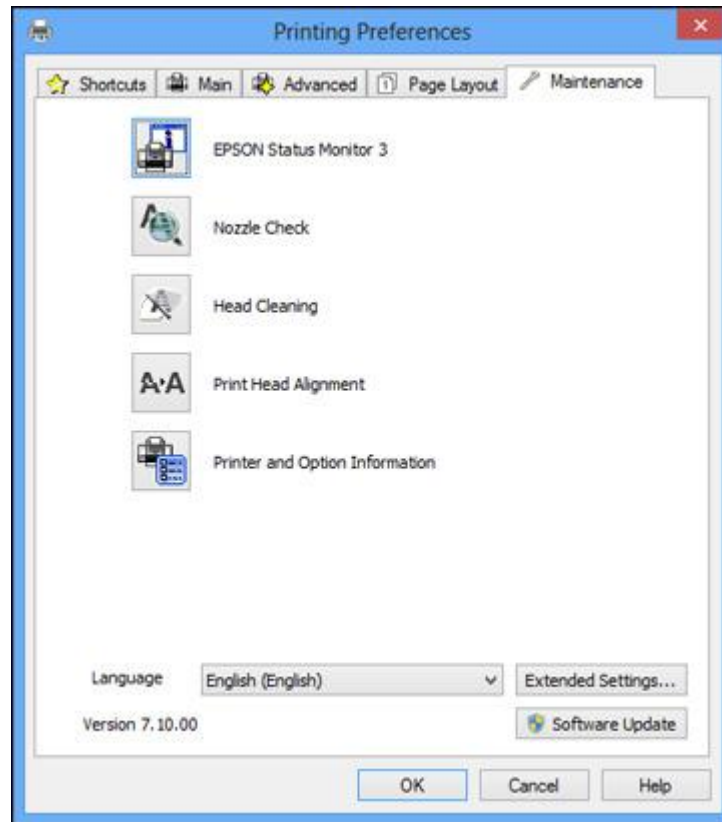 Printing Preferences
Shortcuts Main Advanced 1 Page Layout Maintenance
EPSON Status Monitor 3
Nozzle Check
Head Cleaning
A A Print Head Alignment
Printer and Option Information
Language English (English) Extended Settings...
Version 7.10.00 Software Update
OK Cancel Help